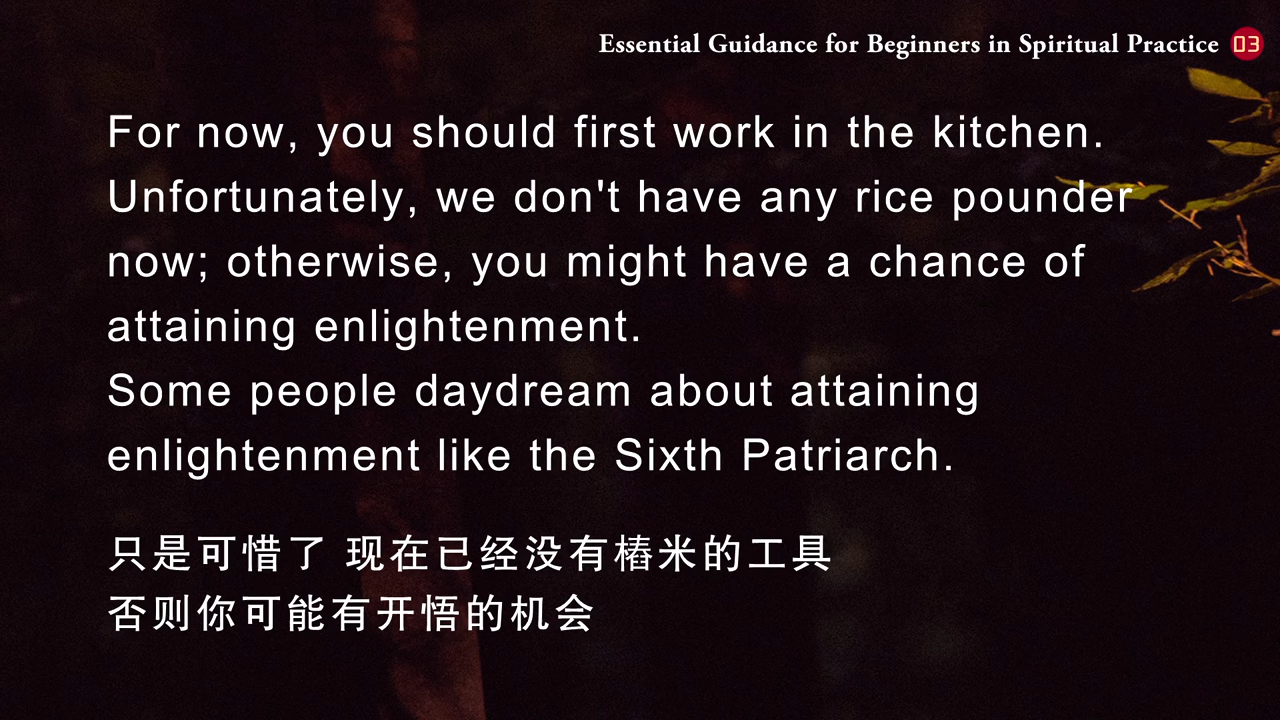 Essential Guidance for Beginners in Spiritual Practice 03
For now, you should first work in the kitchen.
Unfortunately, we don't have any rice pounder
now; otherwise, you might have a chance of
attaining enlightenment.
Some people daydream about attaining
enlightenment like the Sixth Patriarch.
只是可惜了 现在已经没有樁米的工具
否则你可能有开悟的机会